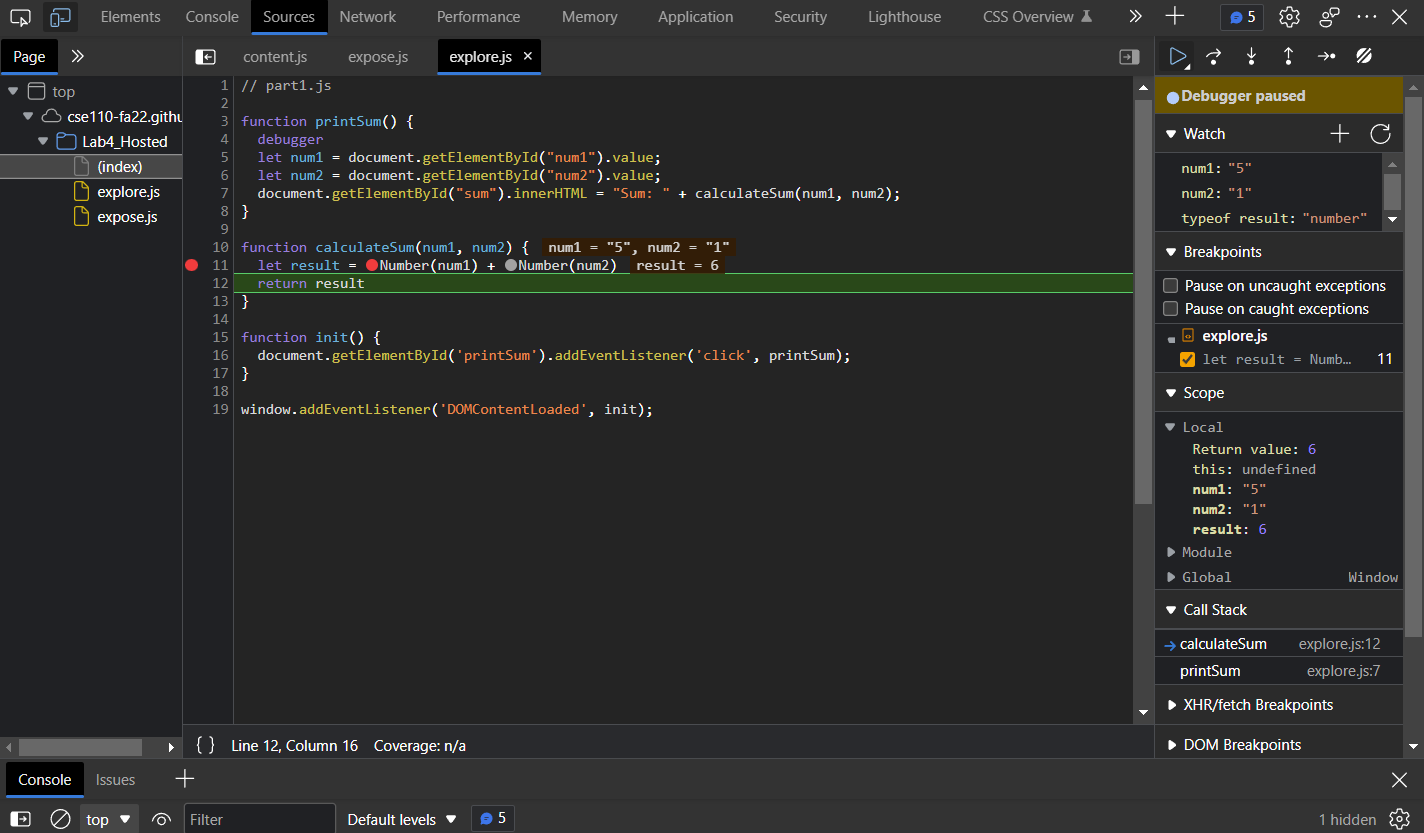 Elements Console Sources Network Performance Memory Application Security Lighthouse CSS Overview 5
Page
top
cse110-fa22.githu
Lab4_Hosted
(index)
explore.js
expose.js
content.js expose.js explore.js
1 // part1.js
2
3 function printSum() {
4   debugger
5   let num1 = document.getElementById("num1").value;
6   let num2 = document.getElementById("num2").value;
7   document.getElementById("sum").innerHTML = "Sum: " + calculateSum(num1, num2);
8 }
9
10 function calculateSum(num1, num2) { num1 = "5", num2 = "1"
11   let result = Number(num1) + Number(num2) result = 6
12   return result
13 }
14
15 function init() {
16   document.getElementById('printSum').addEventListener('click', printSum);
17 }
18
19 window.addEventListener('DOMContentLoaded', init);
{ } Line 12, Column 16 Coverage: n/a
Debugger paused
Watch
num1: "5"
num2: "1"
typeof result: "number"
Breakpoints
Pause on uncaught exceptions
Pause on caught exceptions
explore.js
let result = Numb… 11
Scope
Local
Return value: 6
this: undefined
num1: "5"
num2: "1"
result: 6
Module
Global Window
Call Stack
calculateSum explore.js:12
printSum explore.js:7
XHR/fetch Breakpoints
DOM Breakpoints
Console Issues
top Filter Default levels 5 1 hidden